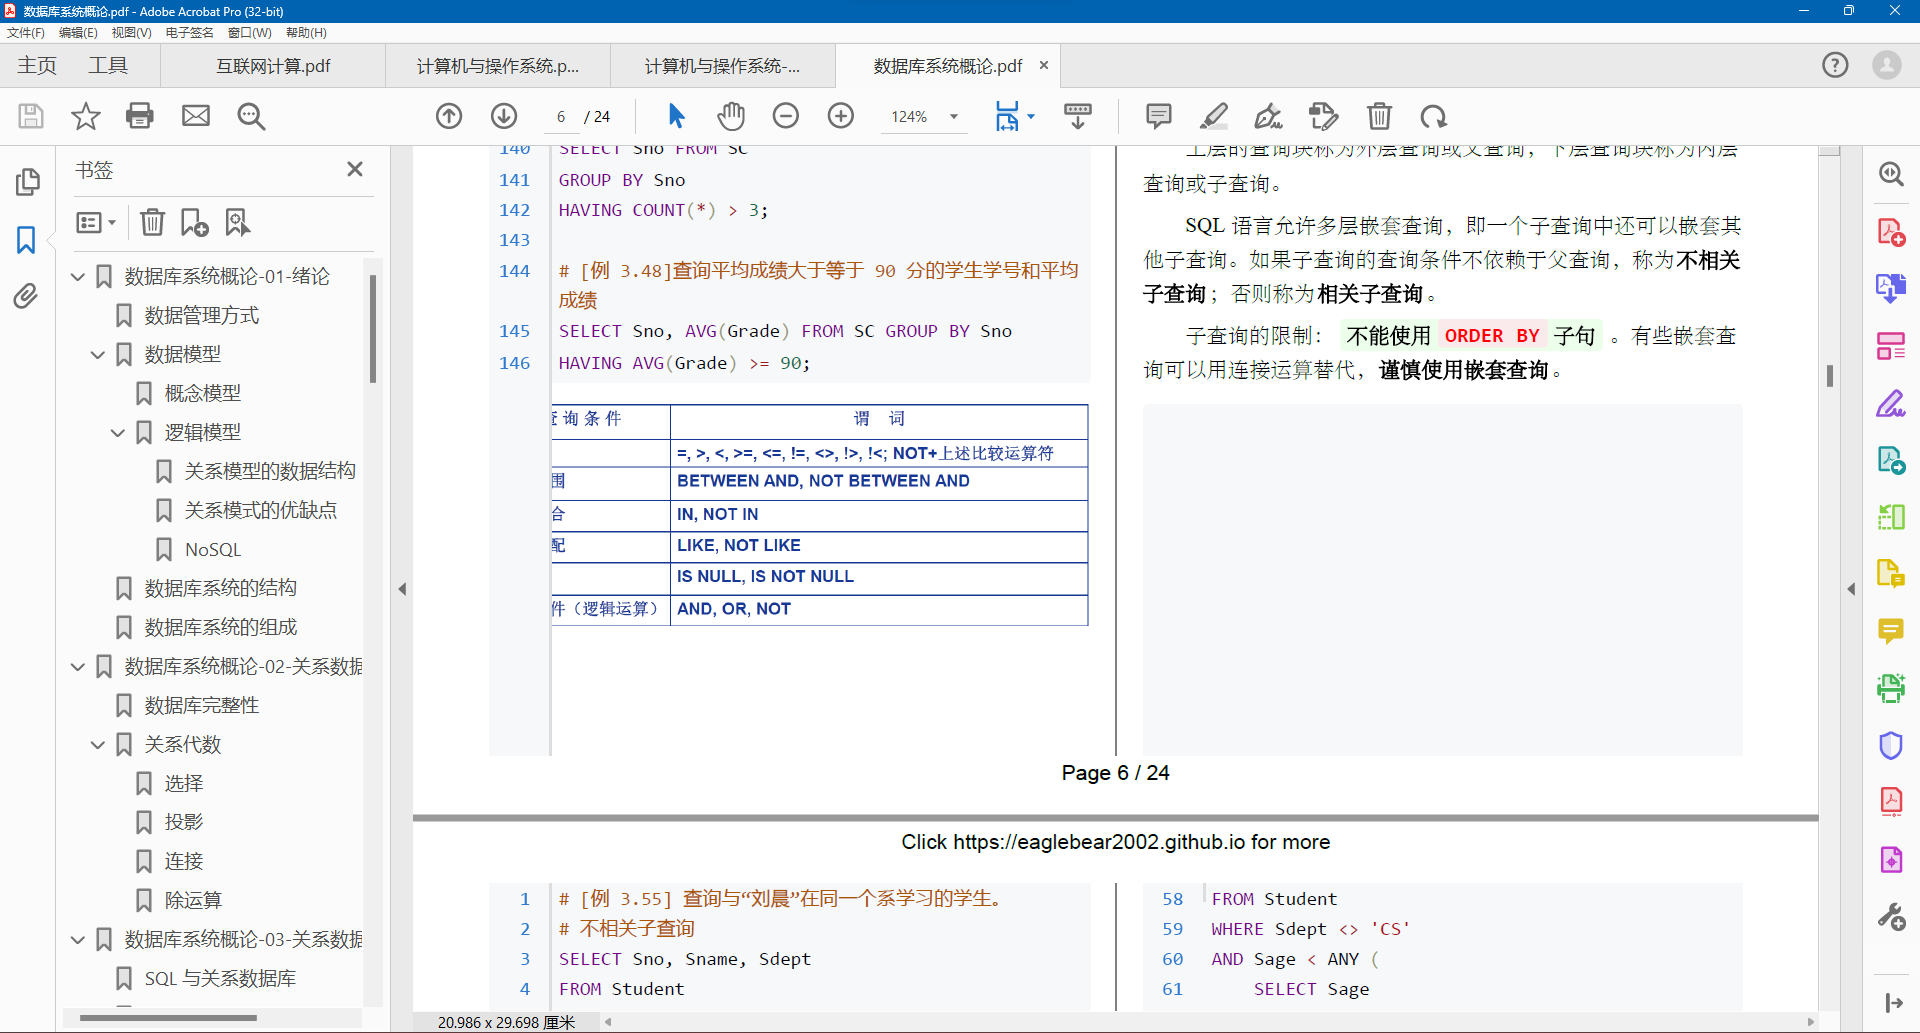 数据库系统概论.pdf - Adobe Acrobat Pro (32-bit)
文件(F) 编辑(E) 视图(V) 电子签名 窗口(W) 帮助(H)
主页 工具 互联网计算.pdf 计算机与操作系统.p... 计算机与操作系统-... 数据库系统概论.pdf
6 / 24 124%
书签
数据库系统概论-01-绪论
数据管理方式
数据模型
概念模型
逻辑模型
关系模型的数据结构
关系模式的优缺点
NoSQL
数据库系统的结构
数据库系统的组成
数据库系统概论-02-关系数据
数据库完整性
关系代数
选择
投影
连接
除运算
数据库系统概论-03-关系数据
SQL 与关系数据库
140 SELECT Sno FROM SC
141 GROUP BY Sno
142 HAVING COUNT(*) > 3;
143
144 # [例 3.48]查询平均成绩大于等于 90 分的学生学号和平均
成绩
145 SELECT Sno, AVG(Grade) FROM SC GROUP BY Sno
146 HAVING AVG(Grade) >= 90;
查询条件 谓 词
=, >, <, >=, <=, !=, <>, !>, !<; NOT+上述比较运算符
围 BETWEEN AND, NOT BETWEEN AND
合 IN, NOT IN
配 LIKE, NOT LIKE
IS NULL, IS NOT NULL
件（逻辑运算） AND, OR, NOT
上层的查询块称为外层查询或父查询，下层查询块称为内层
查询或子查询。
SQL 语言允许多层嵌套查询，即一个子查询中还可以嵌套其
他子查询。如果子查询的查询条件不依赖于父查询，称为不相关
子查询；否则称为相关子查询。
子查询的限制： 不能使用 ORDER BY 子句 。有些嵌套查
询可以用连接运算替代，谨慎使用嵌套查询。
Page 6 / 24
Click https://eaglebear2002.github.io for more
1 # [例 3.55] 查询与“刘晨”在同一个系学习的学生。
2 # 不相关子查询
3 SELECT Sno, Sname, Sdept
4 FROM Student
58 FROM Student
59 WHERE Sdept <> 'CS'
60 AND Sage < ANY (
61 SELECT Sage
20.986 x 29.698 厘米